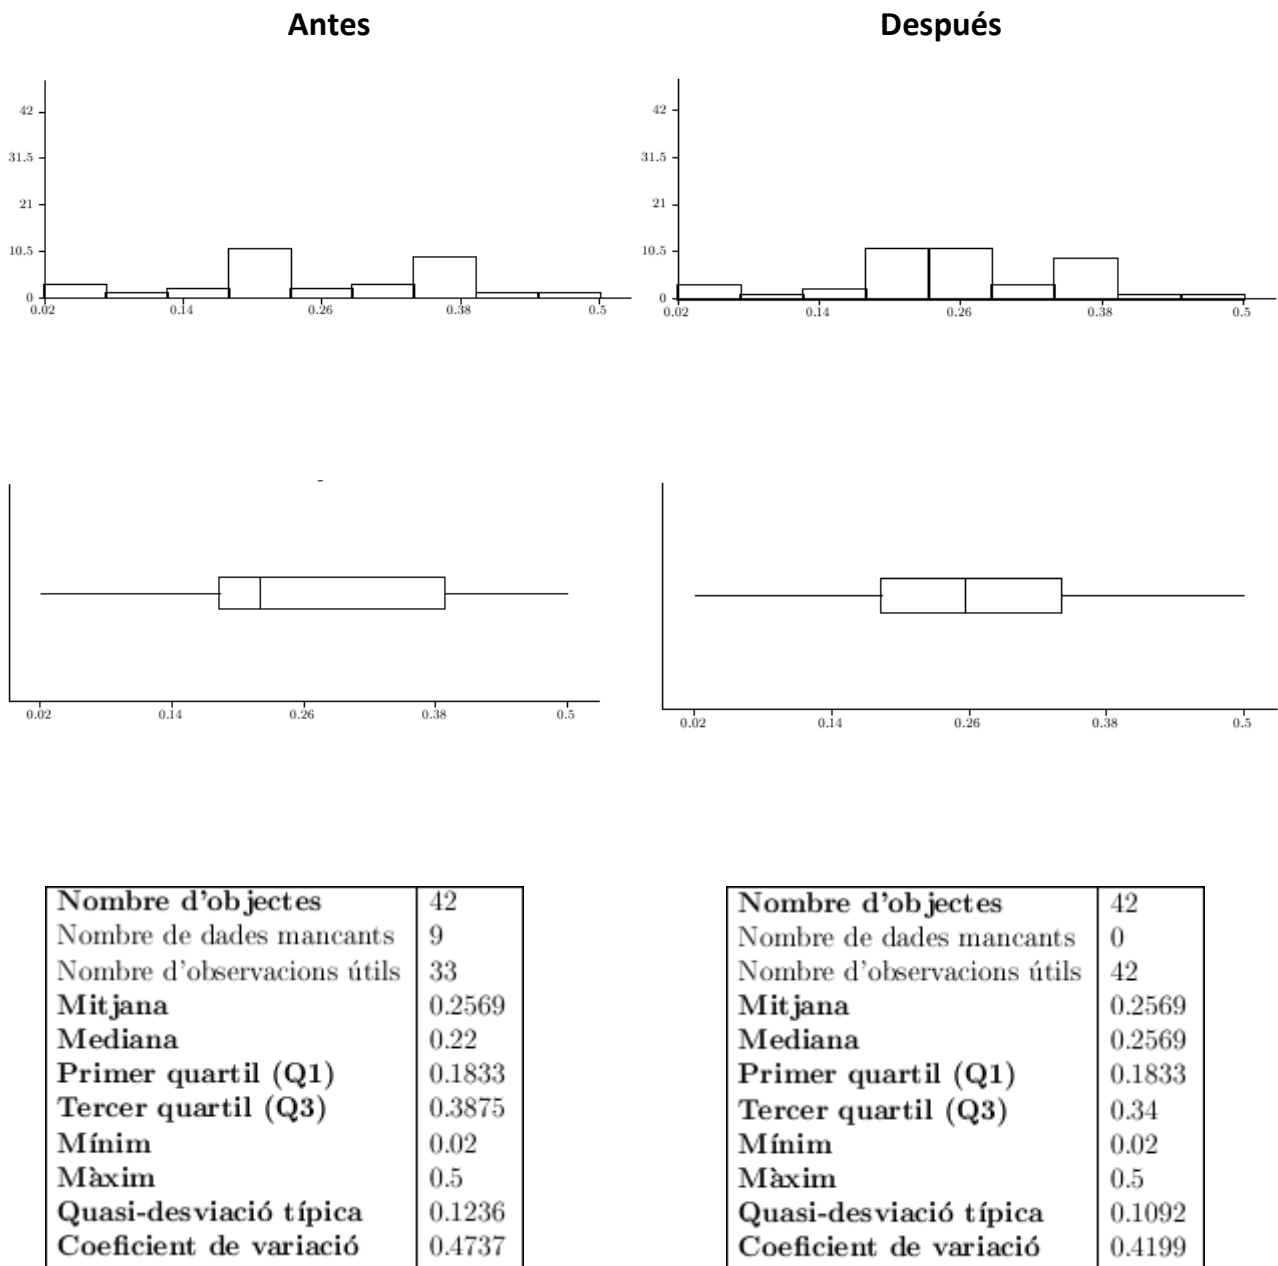 Antes
Después
42
31.5
21
10.5
0
0.02 0.14 0.26 0.38 0.5
42
31.5
21
10.5
0
0.02 0.14 0.26 0.38 0.5
0.02 0.14 0.26 0.38 0.5
0.02 0.14 0.26 0.38 0.5
Nombre d'objectes 42
Nombre de dades mancants 9
Nombre d'observacions útils 33
Mitjana 0.2569
Mediana 0.22
Primer quartil (Q1) 0.1833
Tercer quartil (Q3) 0.3875
Mínim 0.02
Màxim 0.5
Quasi-desviació típica 0.1236
Coeficient de variació 0.4737
Nombre d'objectes 42
Nombre de dades mancants 0
Nombre d'observacions útils 42
Mitjana 0.2569
Mediana 0.2569
Primer quartil (Q1) 0.1833
Tercer quartil (Q3) 0.34
Mínim 0.02
Màxim 0.5
Quasi-desviació típica 0.1092
Coeficient de variació 0.4199